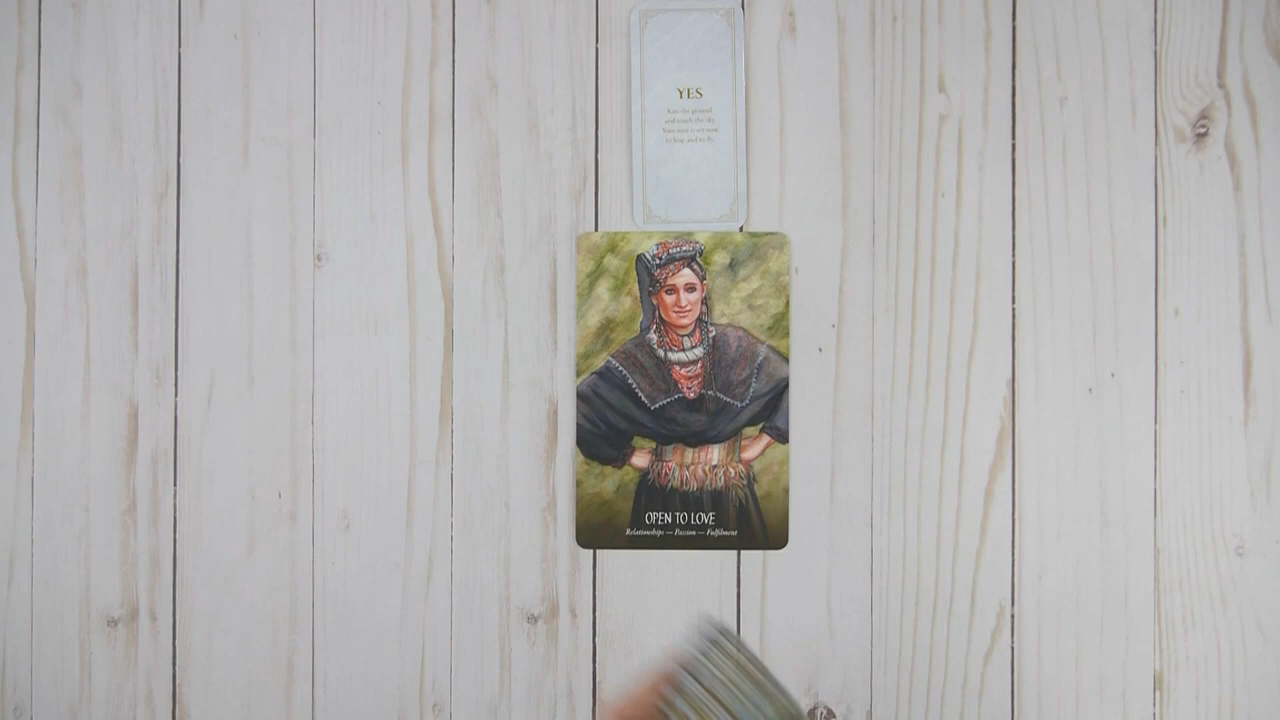 YES
Kiss the ground
and touch the sky.
Your soul is set now
to leap and to fly.
OPEN TO LOVE
Relationships — Passion — Fulfilment